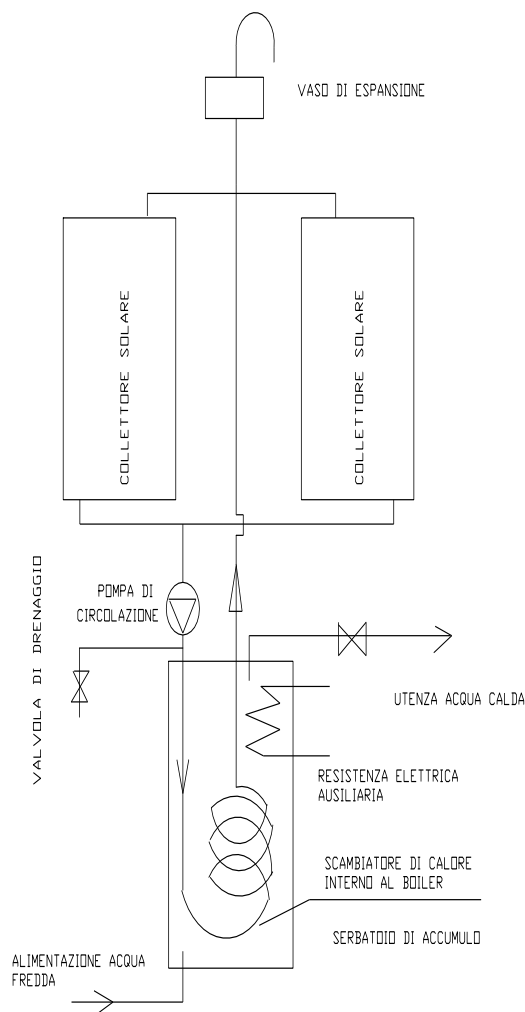 VASO DI ESPANSIONE
COLLETTORE SOLARE
COLLETTORE SOLARE
VALVOLA DI DRENAGGIO
POMPA DI
CIRCOLAZIONE
UTENZA ACQUA CALDA
RESISTENZA ELETTRICA
AUSILIARIA
SCAMBIATORE DI CALORE
INTERNO AL BOILER
SERBATOIO DI ACCUMULO
ALIMENTAZIONE ACQUA
FREDDA